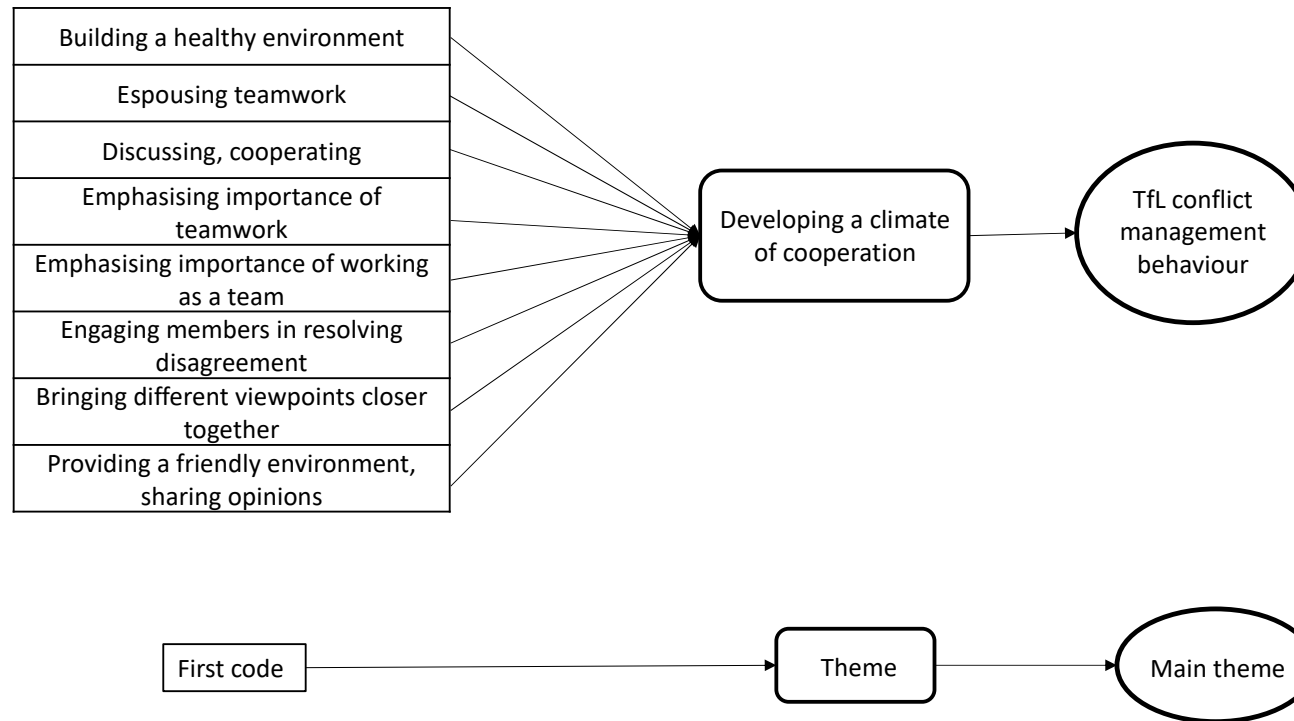 Building a healthy environment
Espousing teamwork
Discussing, cooperating
Emphasising importance of
teamwork
Emphasising importance of working
as a team
Engaging members in resolving
disagreement
Bringing different viewpoints closer
together
Providing a friendly environment,
sharing opinions
Developing a climate
of cooperation
TfL conflict
management
behaviour
First code
Theme
Main theme